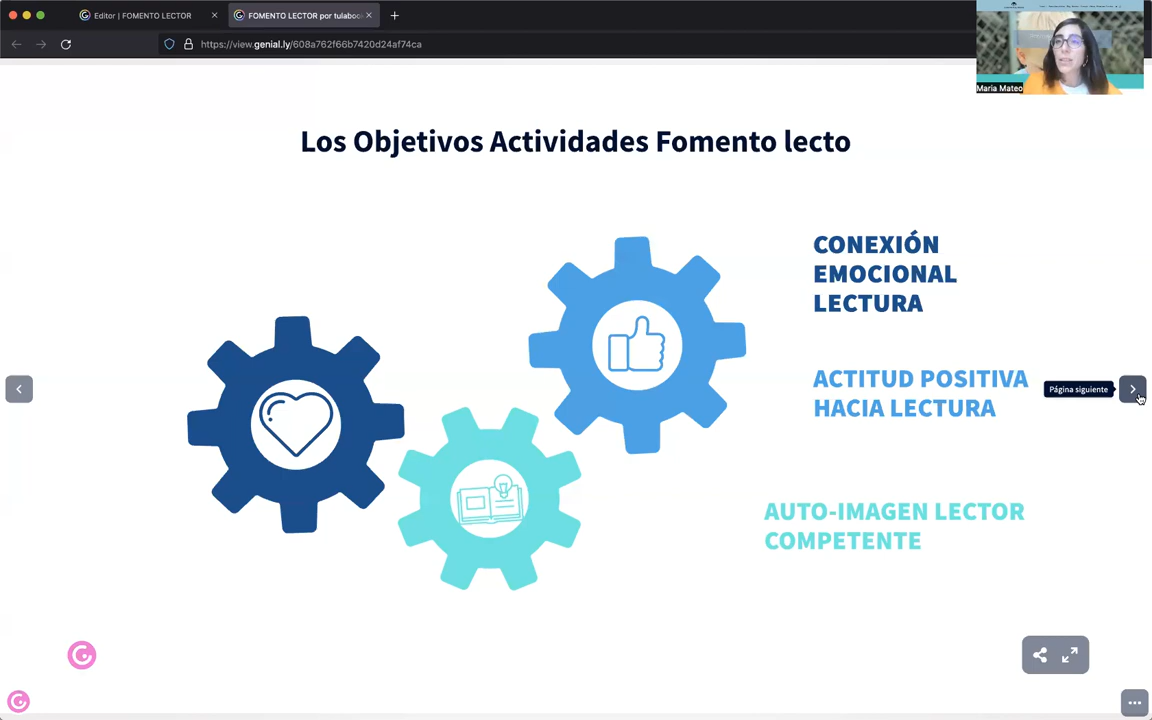 Editor | FOMENTO LECTOR
FOMENTO LECTOR por tulaboo
https://view.genial.ly/608a762f66b7420d24af74ca
Maria Mateo
Los Objetivos Actividades Fomento lecto
CONEXIÓN
EMOCIONAL
LECTURA
ACTITUD POSITIVA
HACIA LECTURA
Página siguiente
AUTO-IMAGEN LECTOR
COMPETENTE